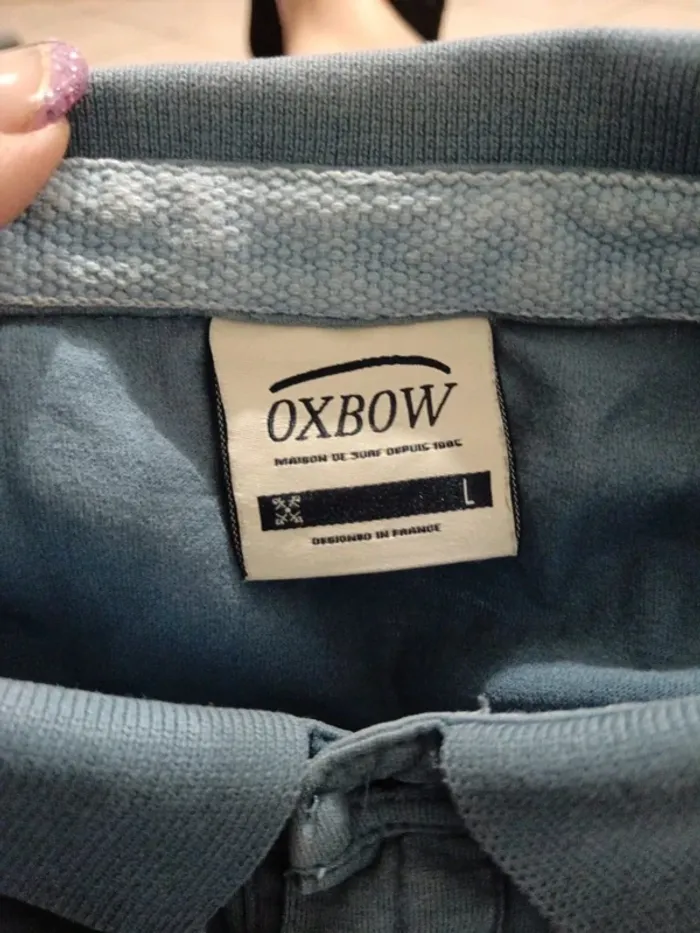 OXBOW
MAISON DE SURF DEPUIS 1985
L
DESIGNED IN FRANCE